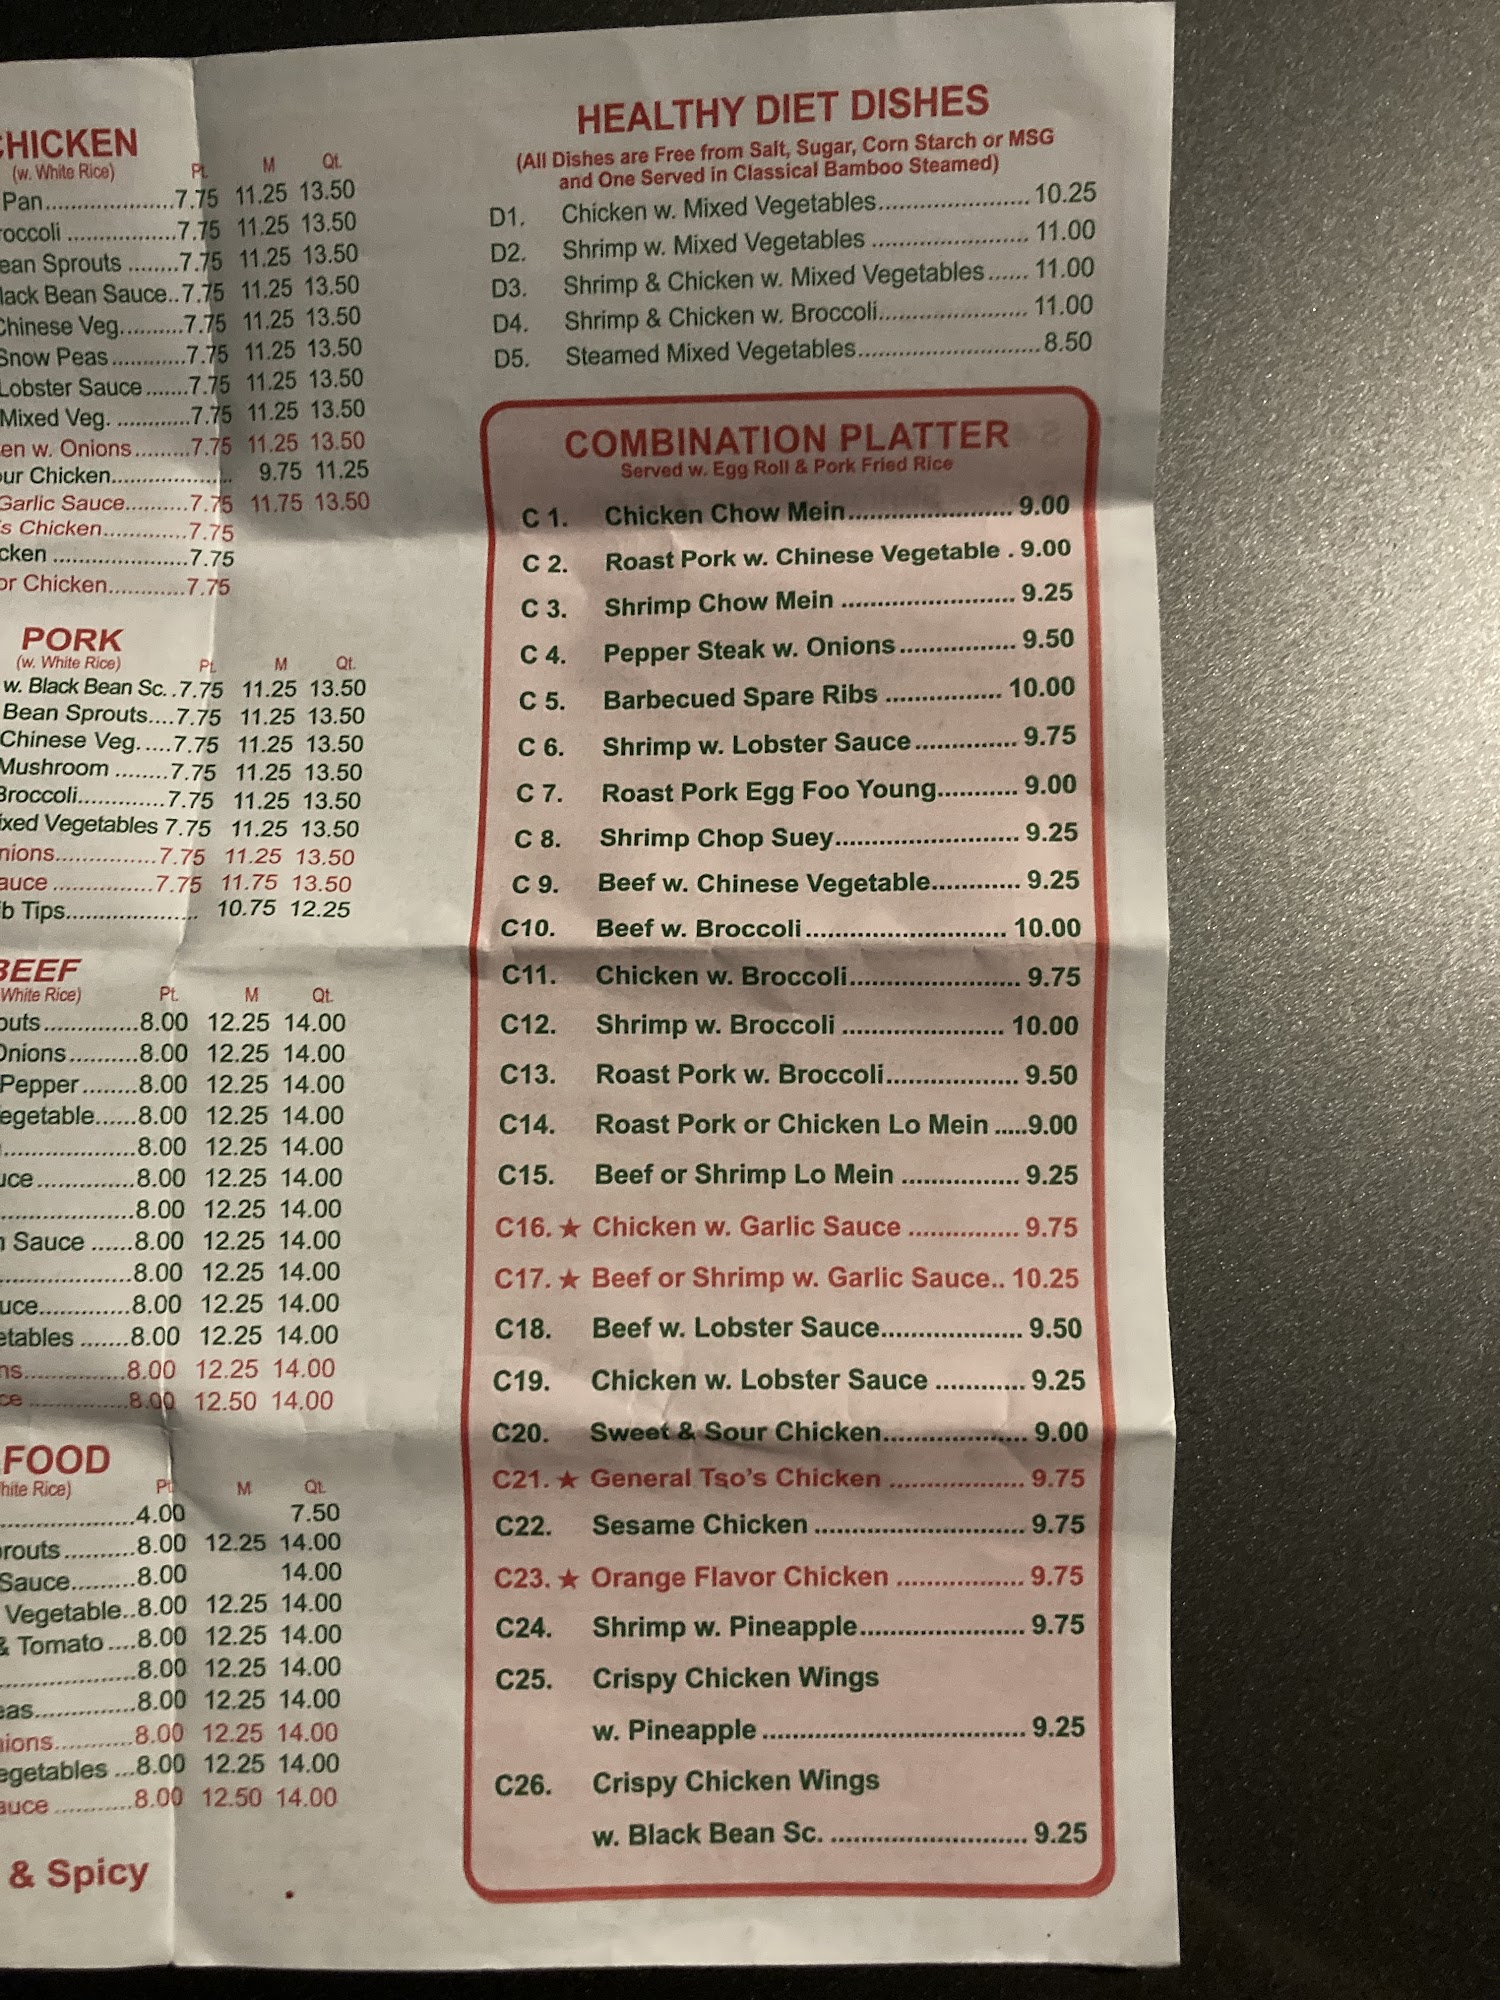 CHICKEN
(w. White Rice) Pt. M Qt.
Pan.....................7.75 11.25 13.50
..................7.75 11.25 13.50
Sprouts ........7.75 11.25 13.50
Bean Sauce..7.75 11.25 13.50
Chinese Veg..........7.75 11.25 13.50
Snow Peas............7.75 11.25 13.50
Lobster Sauce.......7.75 11.25 13.50
Mixed Veg. ............7.75 11.25 13.50
w. Onions.........7.75 11.25 13.50
Chicken.................... 9.75 11.25
Garlic Sauce..........7.75 11.75 13.50
's Chicken.............7.75
......................7.75
Chicken............7.75
PORK
(w. White Rice) Pt. M Qt.
w. Black Bean Sc. .7.75 11.25 13.50
Bean Sprouts....7.75 11.25 13.50
Chinese Veg. ....7.75 11.25 13.50
Mushroom ........7.75 11.25 13.50
Broccoli.............7.75 11.25 13.50
Vegetables 7.75 11.25 13.50
...............7.75 11.25 13.50
...............7.75 11.75 13.50
Tips...................... 10.75 12.25
BEEF
White Rice) Pt. M Qt.
..............8.00 12.25 14.00
Onions..........8.00 12.25 14.00
Pepper........8.00 12.25 14.00
......8.00 12.25 14.00
....................8.00 12.25 14.00
..............8.00 12.25 14.00
....................8.00 12.25 14.00
Sauce ......8.00 12.25 14.00
....................8.00 12.25 14.00
.............8.00 12.25 14.00
.......8.00 12.25 14.00
...............8.00 12.25 14.00
..............8.00 12.50 14.00
FOOD
Rice) Pt. M Qt.
....................4.00 7.50
..........8.00 12.25 14.00
Sauce.........8.00 14.00
Vegetable..8.00 12.25 14.00
& Tomato....8.00 12.25 14.00
....................8.00 12.25 14.00
...............8.00 12.25 14.00
...........8.00 12.25 14.00
...8.00 12.25 14.00
...........8.00 12.50 14.00
& Spicy
HEALTHY DIET DISHES
(All Dishes are Free from Salt, Sugar, Corn Starch or MSG
and One Served in Classical Bamboo Steamed)
D1. Chicken w. Mixed Vegetables......................10.25
D2. Shrimp w. Mixed Vegetables ....................... 11.00
D3. Shrimp & Chicken w. Mixed Vegetables...... 11.00
D4. Shrimp & Chicken w. Broccoli...................... 11.00
D5. Steamed Mixed Vegetables...........................8.50
COMBINATION PLATTER
Served w. Egg Roll & Pork Fried Rice
C 1. Chicken Chow Mein........................ 9.00
C 2. Roast Pork w. Chinese Vegetable . 9.00
C 3. Shrimp Chow Mein ......................... 9.25
C 4. Pepper Steak w. Onions................. 9.50
C 5. Barbecued Spare Ribs ................. 10.00
C 6. Shrimp w. Lobster Sauce............... 9.75
C 7. Roast Pork Egg Foo Young........... 9.00
C 8. Shrimp Chop Suey.......................... 9.25
C 9. Beef w. Chinese Vegetable............ 9.25
C10. Beef w. Broccoli............................. 10.00
C11. Chicken w. Broccoli......................... 9.75
C12. Shrimp w. Broccoli ....................... 10.00
C13. Roast Pork w. Broccoli................... 9.50
C14. Roast Pork or Chicken Lo Mein .....9.00
C15. Beef or Shrimp Lo Mein ................. 9.25
C16. ★ Chicken w. Garlic Sauce ................ 9.75
C17. ★ Beef or Shrimp w. Garlic Sauce.. 10.25
C18. Beef w. Lobster Sauce.................... 9.50
C19. Chicken w. Lobster Sauce ............ 9.25
C20. Sweet & Sour Chicken.................... 9.00
C21. ★ General Tso's Chicken ................... 9.75
C22. Sesame Chicken ............................. 9.75
C23. ★ Orange Flavor Chicken .................. 9.75
C24. Shrimp w. Pineapple....................... 9.75
C25. Crispy Chicken Wings
w. Pineapple .................................... 9.25
C26. Crispy Chicken Wings
w. Black Bean Sc. ........................... 9.25